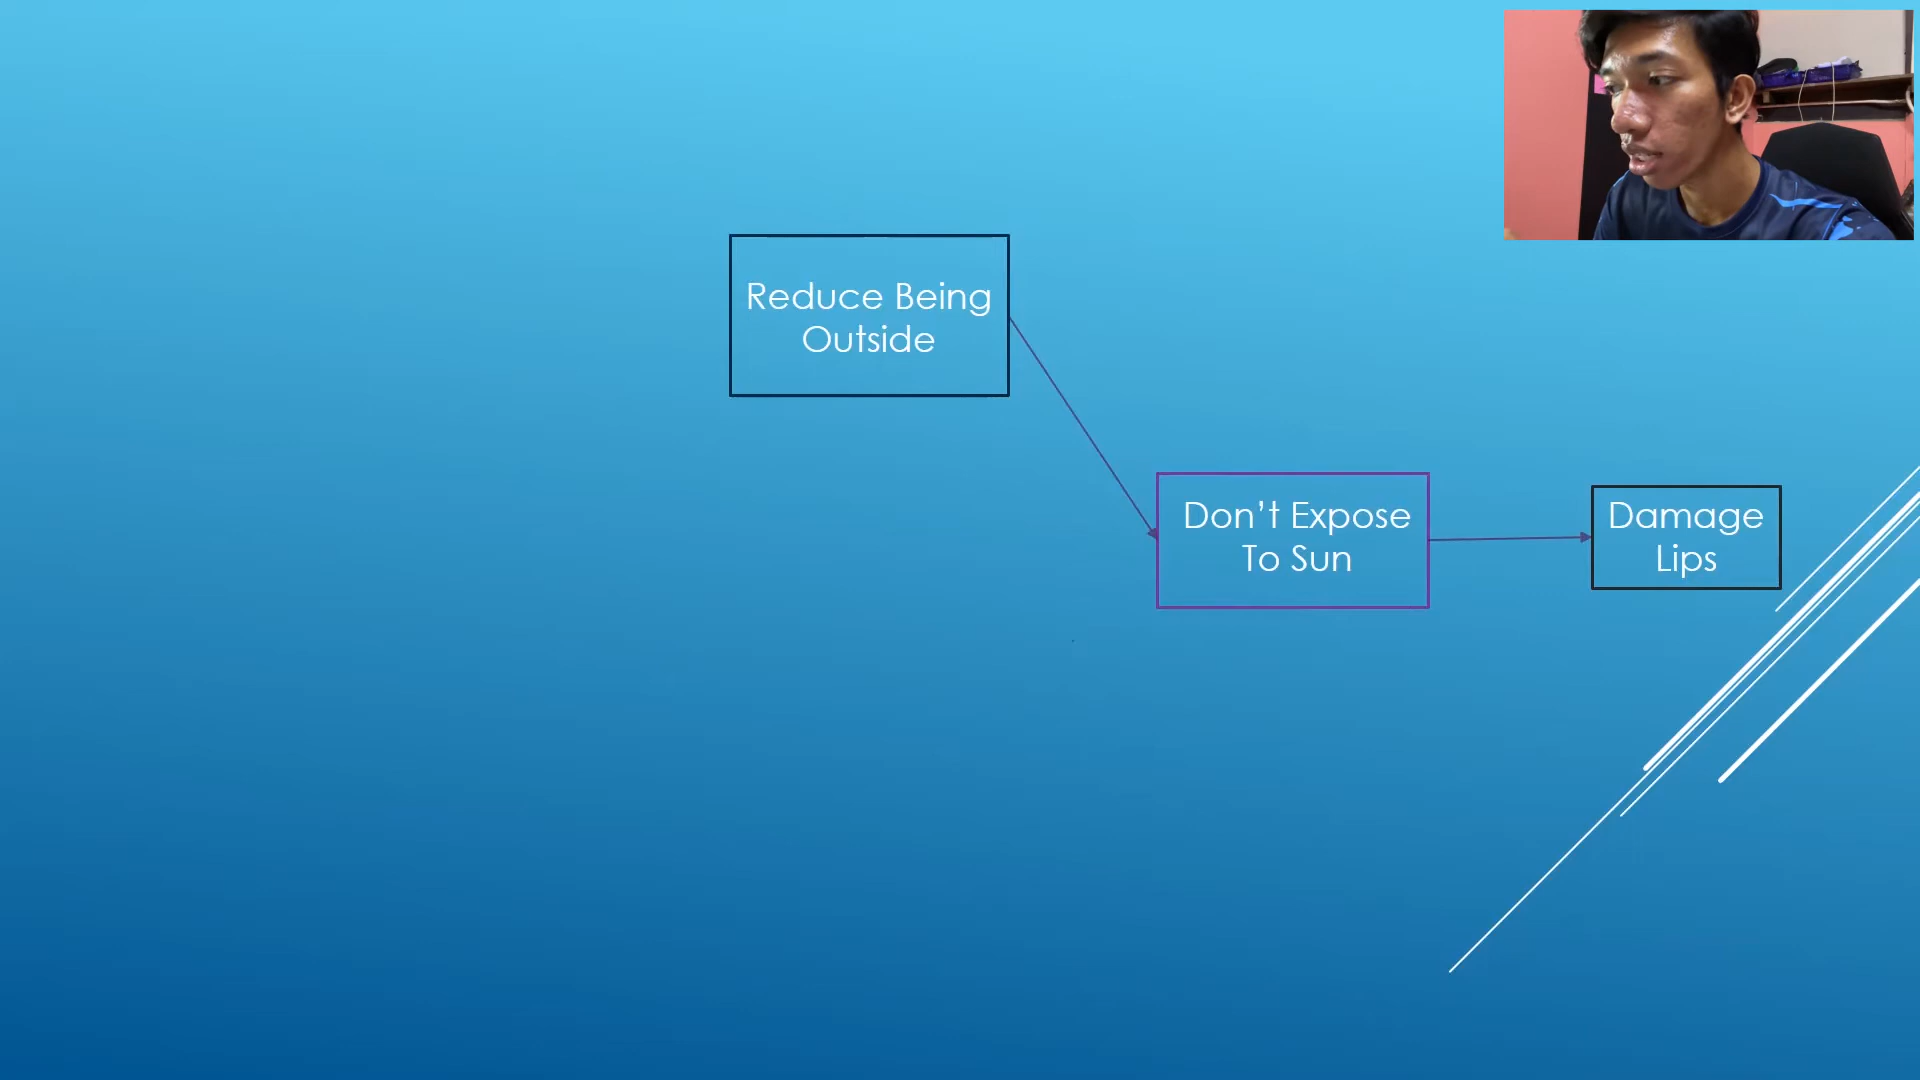 Reduce Being
Outside
Don't Expose
To Sun
Damage
Lips